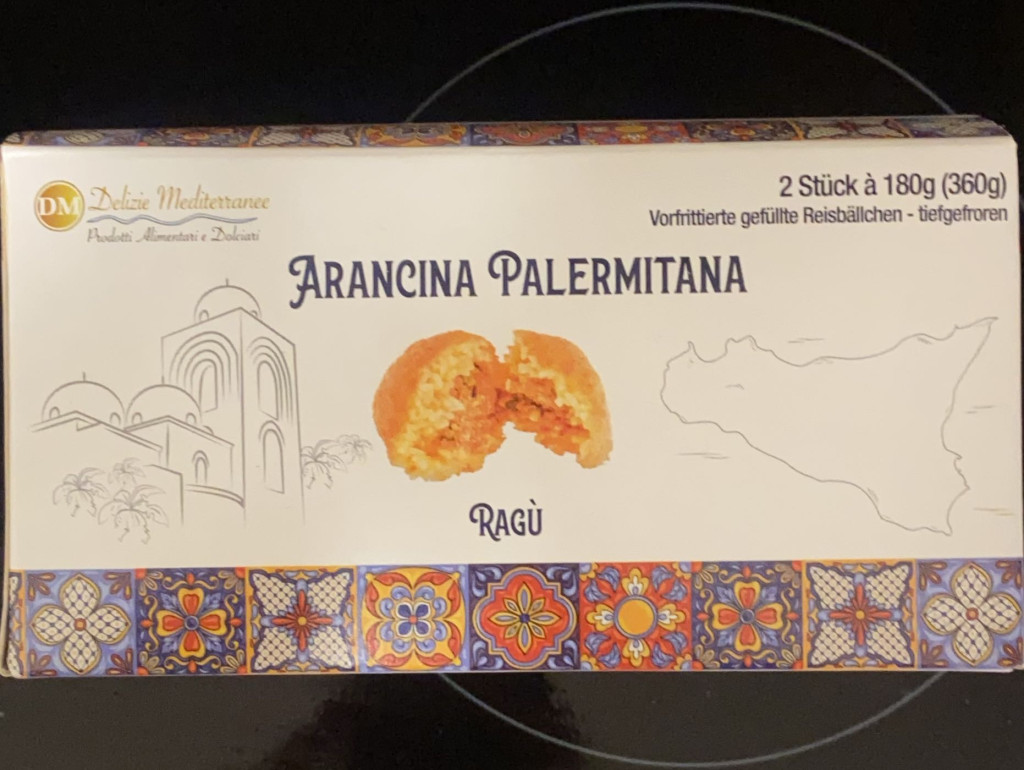 DM
Delizie Mediterranee
Prodotti Alimentari e Dolciari
2 Stück à 180g (360g)
Vorfrittierte gefüllte Reisbällchen - tiefgefroren
ARANCINA PALERMITANA
RAGÙ